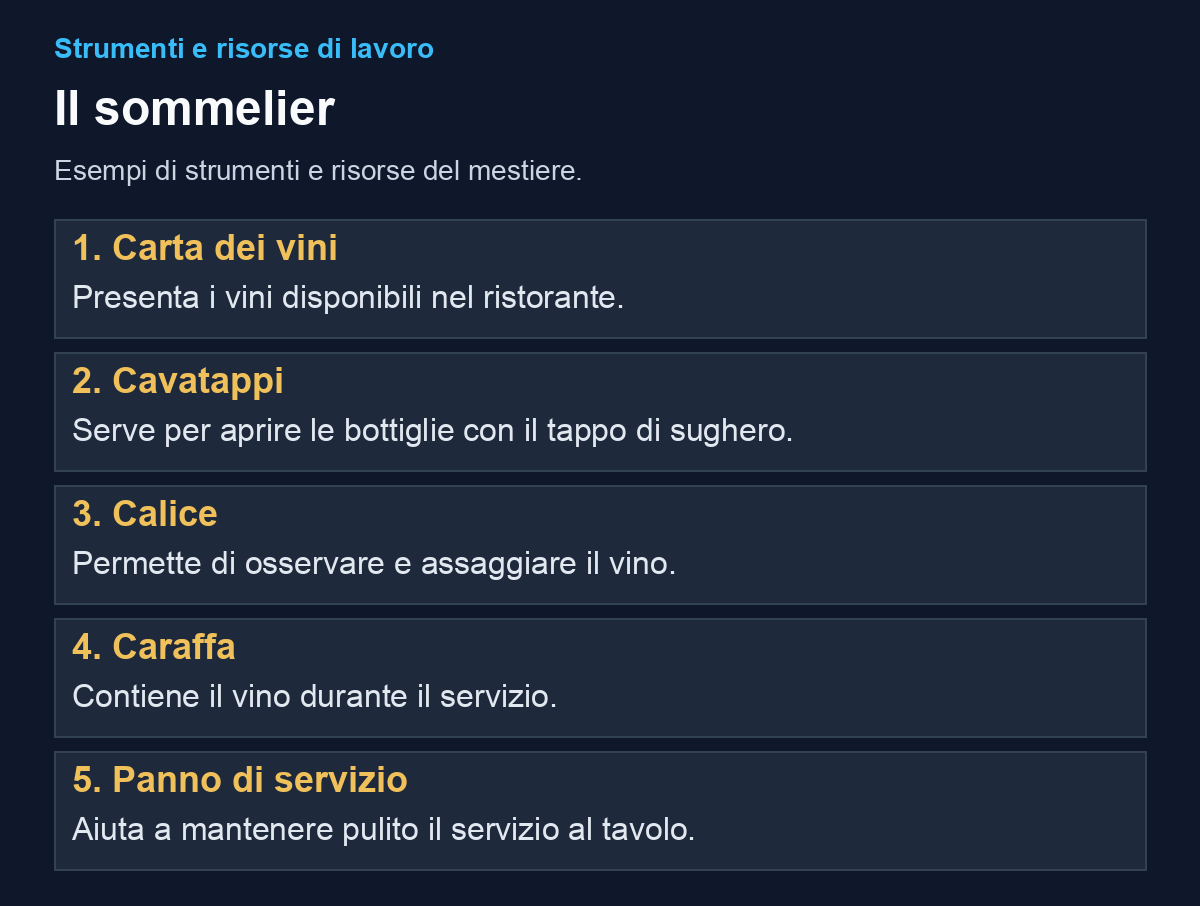 Strumenti e risorse di lavoro
Il sommelier
Esempi di strumenti e risorse del mestiere.
1. Carta dei vini
Presenta i vini disponibili nel ristorante.
2. Cavatappi
Serve per aprire le bottiglie con il tappo di sughero.
3. Calice
Permette di osservare e assaggiare il vino.
4. Caraffa
Contiene il vino durante il servizio.
5. Panno di servizio
Aiuta a mantenere pulito il servizio al tavolo.